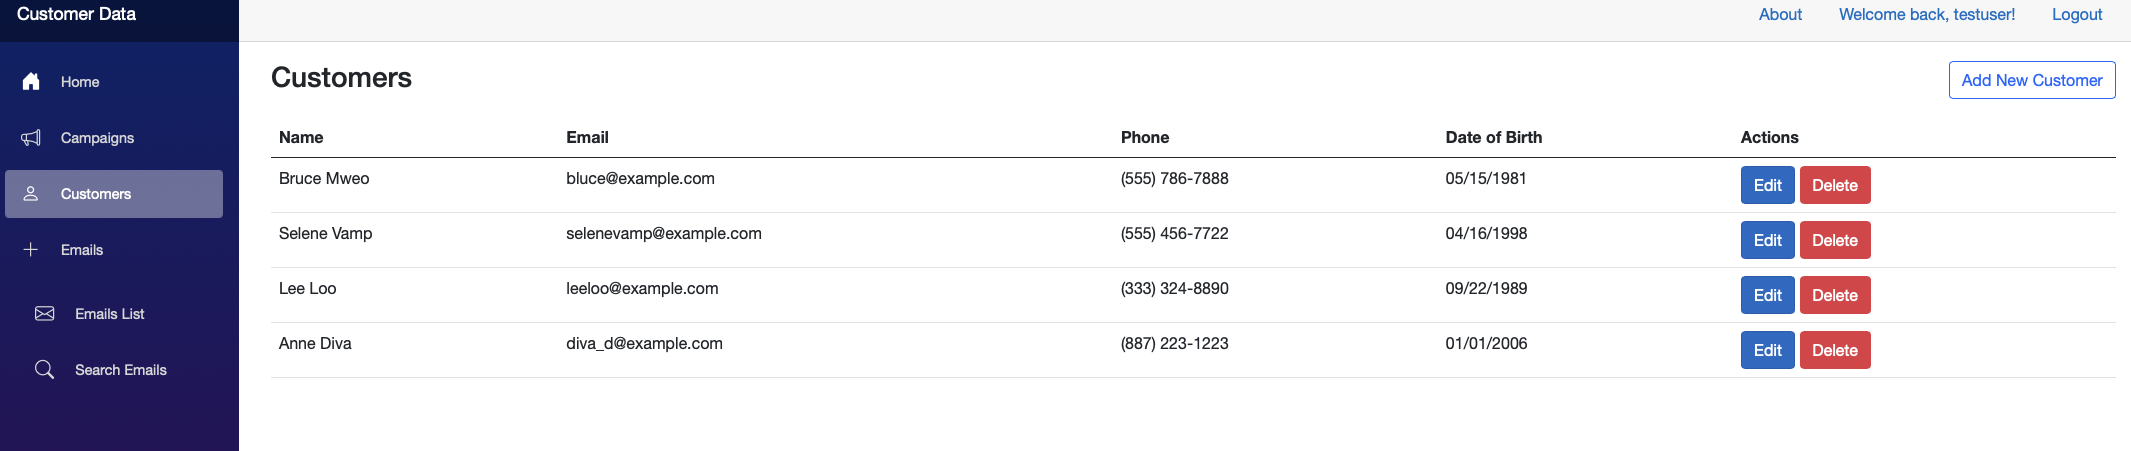 Customer Data
About Welcome back, testuser! Logout
Home
Campaigns
Customers
Emails
Emails List
Search Emails
Customers
Add New Customer
Name Email Phone Date of Birth Actions
Bruce Mweo bluce@example.com (555) 786-7888 05/15/1981 Edit Delete
Selene Vamp selenevamp@example.com (555) 456-7722 04/16/1998 Edit Delete
Lee Loo leeloo@example.com (333) 324-8890 09/22/1989 Edit Delete
Anne Diva diva_d@example.com (887) 223-1223 01/01/2006 Edit Delete